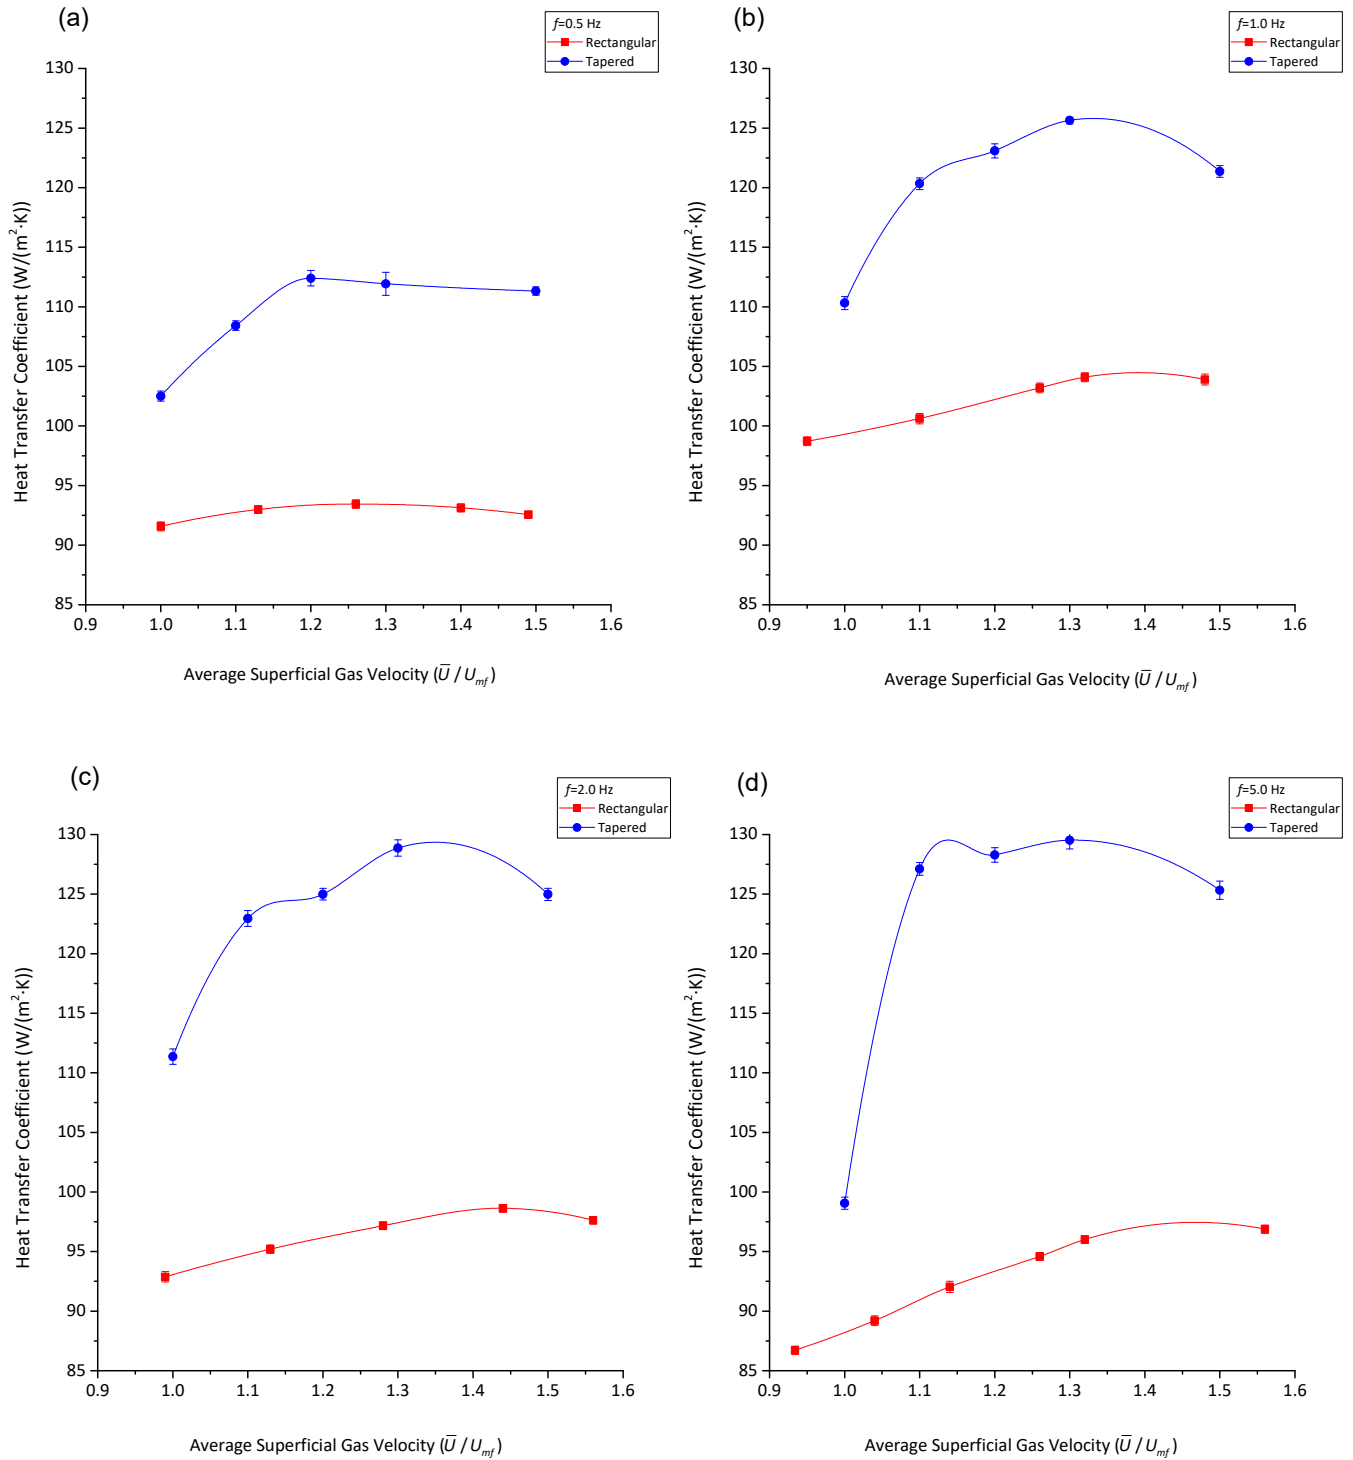 (a)
f=0.5 Hz
Rectangular
Tapered
130
125
120
115
110
105
100
95
90
85
0.9 1.0 1.1 1.2 1.3 1.4 1.5 1.6
Heat Transfer Coefficient (W/(m²·K))
Average Superficial Gas Velocity (U̅ / U_mf)
(b)
f=1.0 Hz
Rectangular
Tapered
130
125
120
115
110
105
100
95
90
85
0.9 1.0 1.1 1.2 1.3 1.4 1.5 1.6
Heat Transfer Coefficient (W/(m²·K))
Average Superficial Gas Velocity (U̅ / U_mf)
(c)
f=2.0 Hz
Rectangular
Tapered
130
125
120
115
110
105
100
95
90
85
0.9 1.0 1.1 1.2 1.3 1.4 1.5 1.6
Heat Transfer Coefficient (W/(m²·K))
Average Superficial Gas Velocity (U̅ / U_mf)
(d)
f=5.0 Hz
Rectangular
Tapered
130
125
120
115
110
105
100
95
90
85
0.9 1.0 1.1 1.2 1.3 1.4 1.5 1.6
Heat Transfer Coefficient (W/(m²·K))
Average Superficial Gas Velocity (U̅ / U_mf)